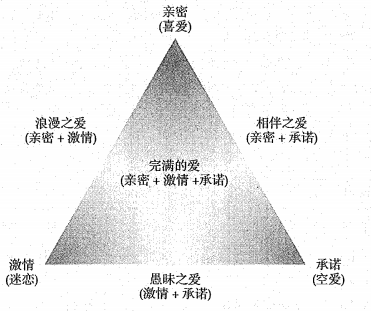 亲密
(喜爱)
浪漫之爱
(亲密 + 激情)
相伴之爱
(亲密 + 承诺)
完满的爱
(亲密 + 激情 +承诺)
激情
(迷恋)
愚昧之爱
(激情 + 承诺)
承诺
(空爱)